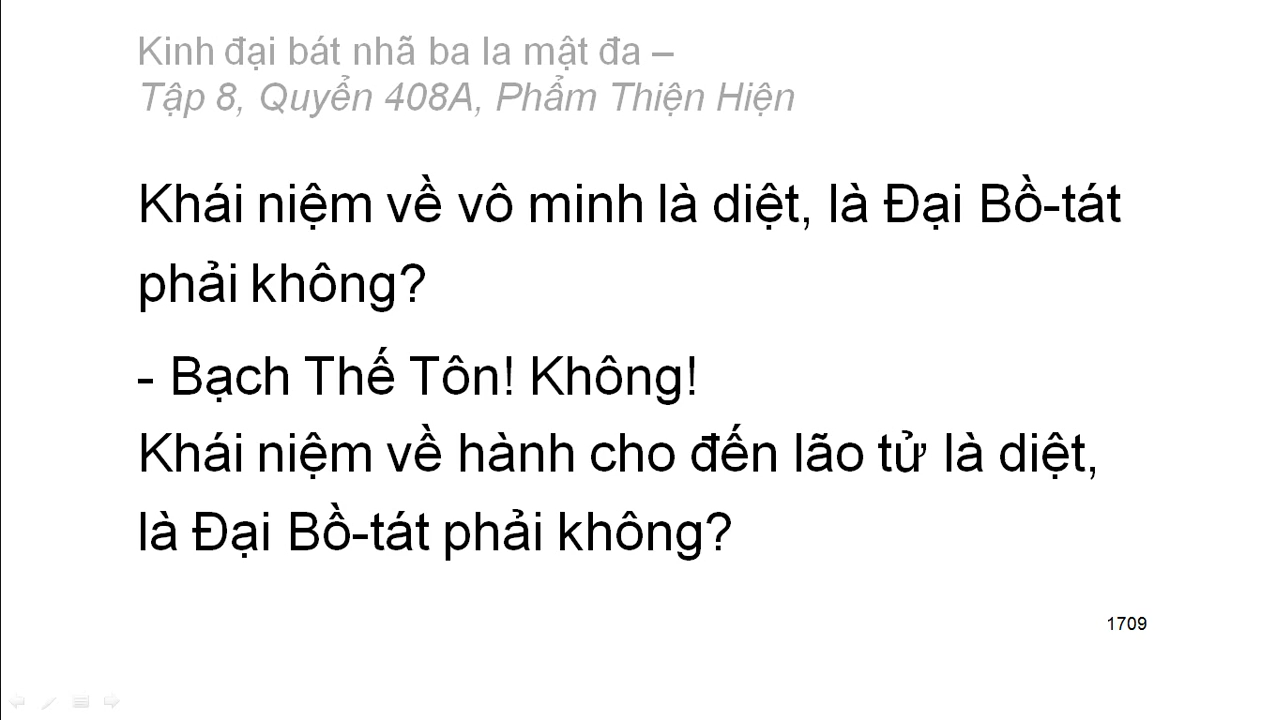 Kinh đại bát nhã ba la mật đa –
Tập 8, Quyển 408A, Phẩm Thiện Hiện
Khái niệm về vô minh là diệt, là Đại Bồ-tát
phải không?
- Bạch Thế Tôn! Không!
Khái niệm về hành cho đến lão tử là diệt,
là Đại Bồ-tát phải không?
1709